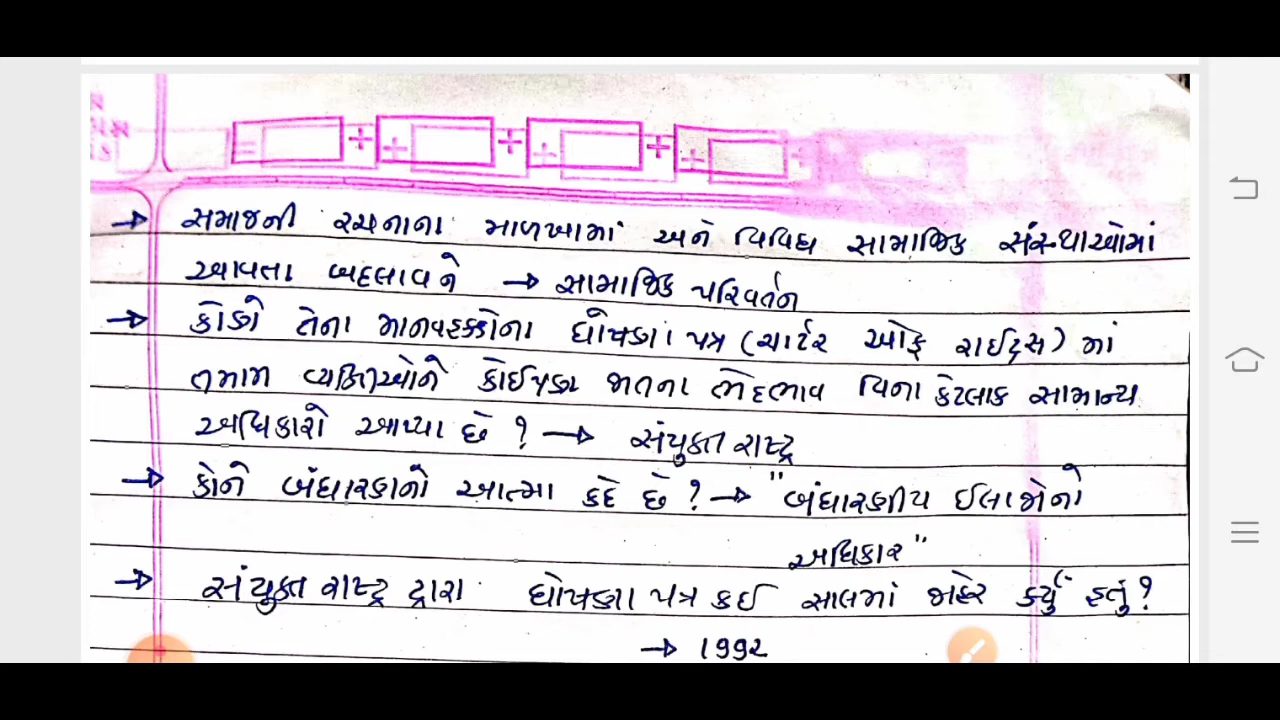 → સમાજની રચનાના માળખામાં અને વિવિધ સામાજિક સંસ્થાઓમાં
આવતા બદલાવને → સામાજિક પરિવર્તન
→ કોણે તેના માનવહક્કોના ઘોષણા પત્ર (ચાર્ટર ઓફ રાઈટ્સ) માં
તમામ વ્યક્તિઓને કોઈપણ જાતના ભેદભાવ વિના કેટલાક સામાન્ય
અધિકારો આપ્યા છે ? → સંયુક્ત રાષ્ટ્ર
→ કોને બંધારણનો આત્મા કહે છે ? → "બંધારણીય ઈલાજોનો
અધિકાર"
→ સંયુક્ત રાષ્ટ્ર દ્વારા ઘોષણા પત્ર કઈ સાલમાં જાહેર કર્યું હતું ?
→ 1992